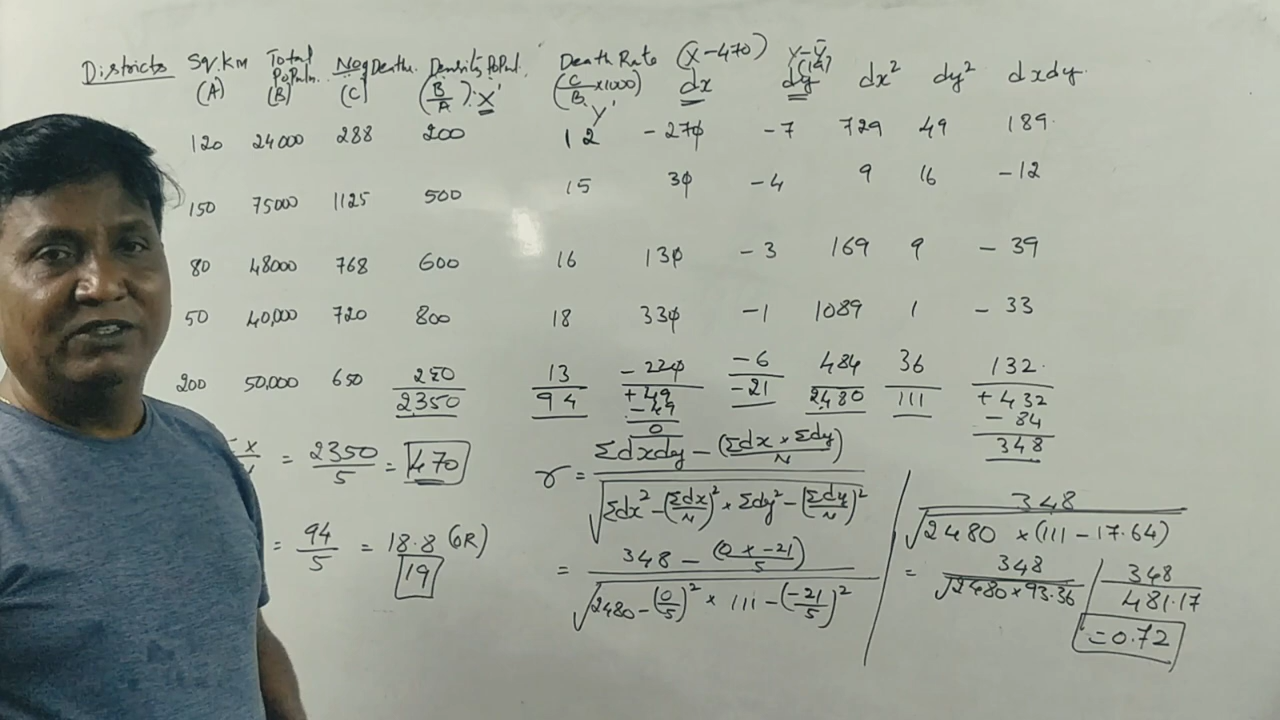 Districts Sq.km Total Populn. No of Deaths. Density Popul. Death Rate (X-470) Y-Ȳ
(A) (B) (C) (B/A) 'X' (C/B x1000) Y' dx (19) dy dx² dy² dxdy
120 24000 288 200 12 -270 -7 729 49 189
150 75000 1125 500 15 30 -4 9 16 -12
80 48000 768 600 16 130 -3 169 9 -39
50 40,000 720 800 18 330 -1 1089 1 -33
200 50,000 650 250 13 -220 -6 484 36 132
2350 94 +49 -21 2480 111 +432
-49 -84
0 348
= 2350/5 = 470
= 94/5 = 18.8 (OR)
19
r = Σdxdy - (Σdx x Σdy)/N / √Σdx² - (Σdx/N)² x Σdy² - (Σdy/N)²
= 348 - (0 x -21)/5 / √2480 - (0/5)² x 111 - (-21/5)²
348 / √2480 x (111 - 17.64)
= 348 / √2480 x 93.36 / 348/481.17
= 0.72